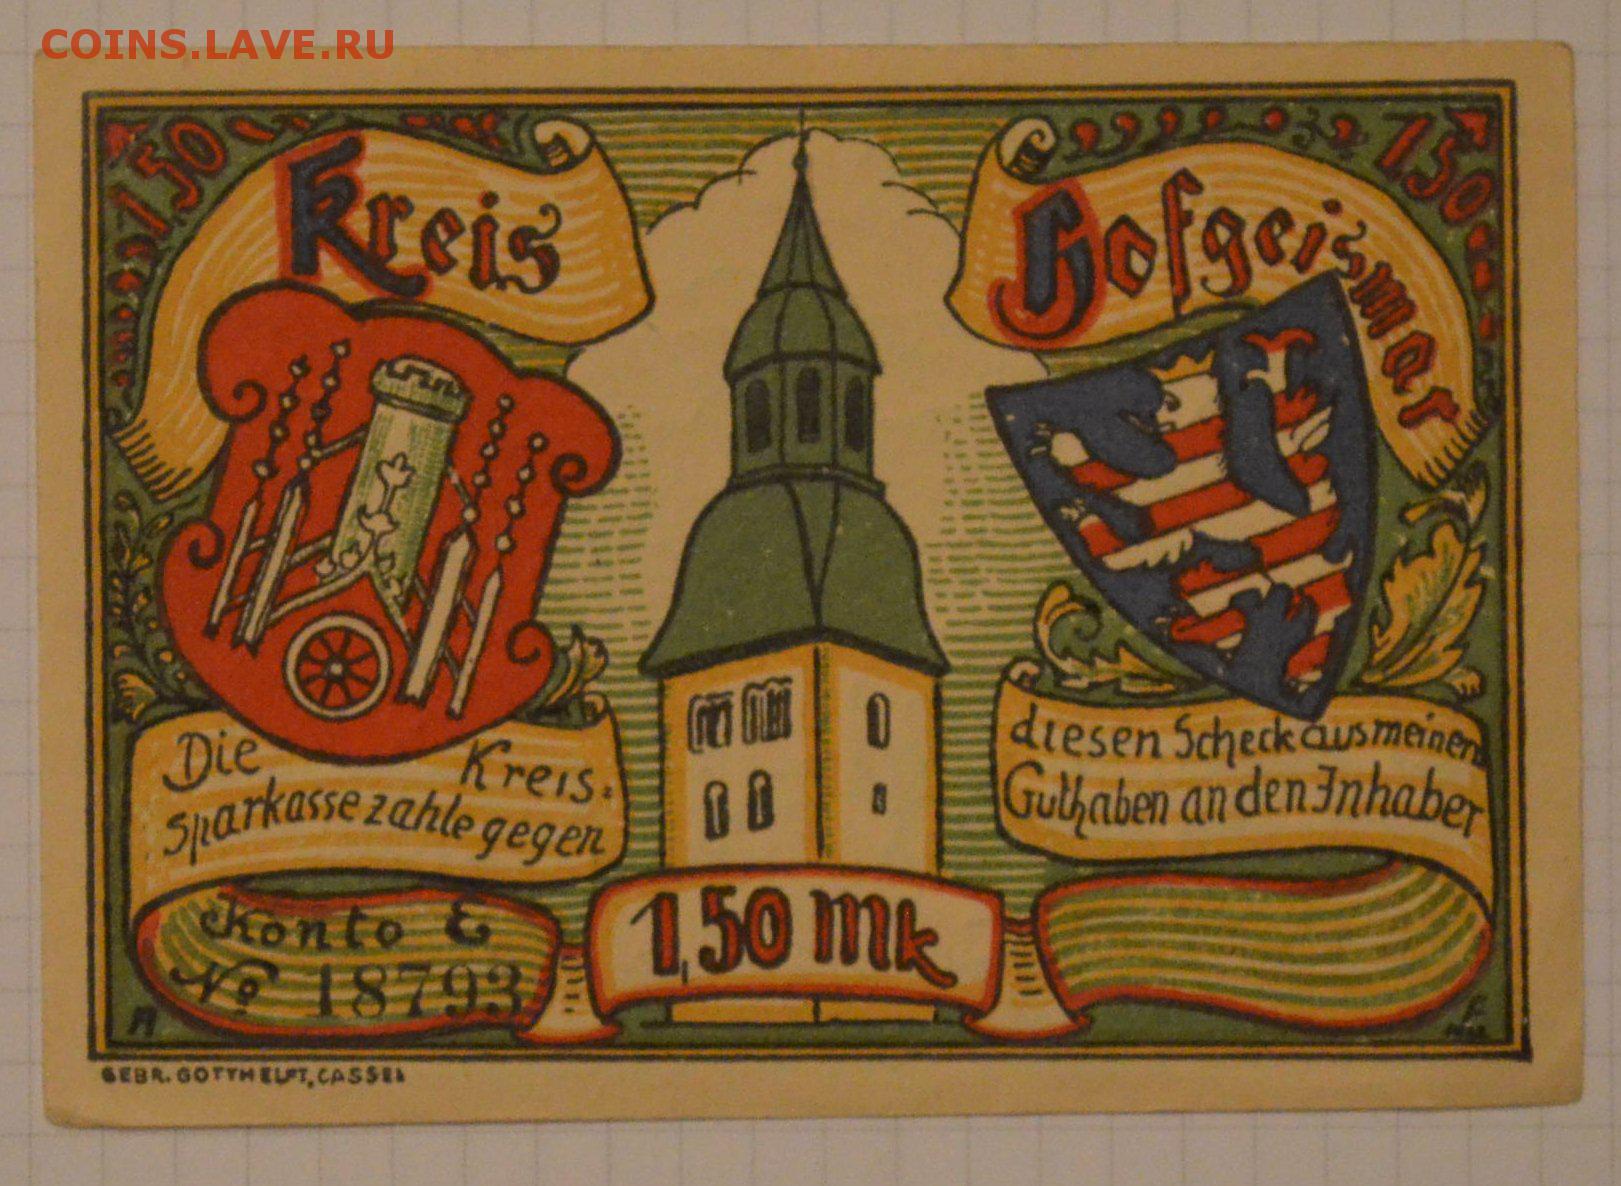 COINS.LAVE.RU
1.50
1.50
Kreis
Hofgeismar
Die Kreis=
sparkasse zahle gegen
diesen Scheck aus meinen
Guthaben an den Inhaber
Konto E
No 18793
1,50 Mk
A
GEBR. GOTTHELFT, CASSEL